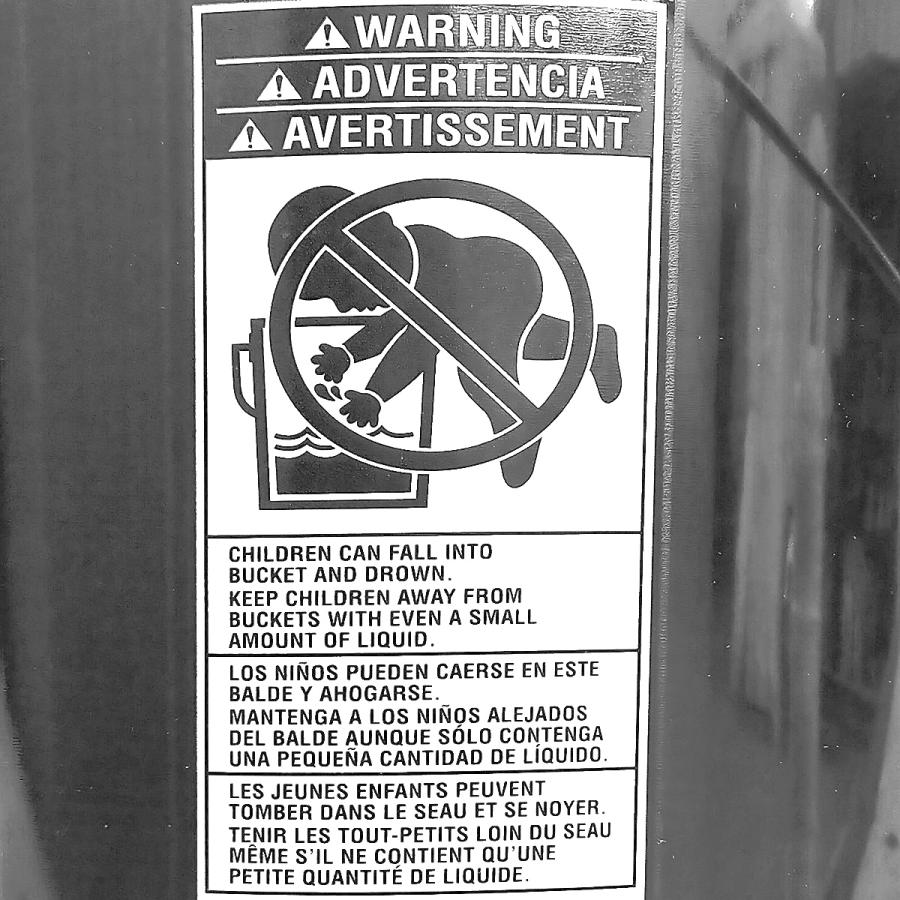 WARNING
ADVERTENCIA
AVERTISSEMENT
CHILDREN CAN FALL INTO
BUCKET AND DROWN.
KEEP CHILDREN AWAY FROM
BUCKETS WITH EVEN A SMALL
AMOUNT OF LIQUID.
LOS NIÑOS PUEDEN CAERSE EN ESTE
BALDE Y AHOGARSE.
MANTENGA A LOS NIÑOS ALEJADOS
DEL BALDE AUNQUE SÓLO CONTENGA
UNA PEQUEÑA CANTIDAD DE LÍQUIDO.
LES JEUNES ENFANTS PEUVENT
TOMBER DANS LE SEAU ET SE NOYER.
TENIR LES TOUT-PETITS LOIN DU SEAU
MÊME S'IL NE CONTIENT QU'UNE
PETITE QUANTITÉ DE LIQUIDE.